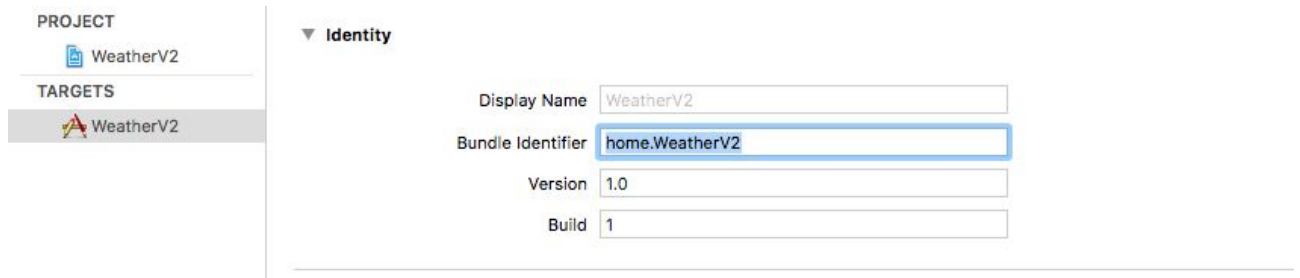 PROJECT
WeatherV2
TARGETS
WeatherV2
Identity
Display Name WeatherV2
Bundle Identifier home.WeatherV2
Version 1.0
Build 1